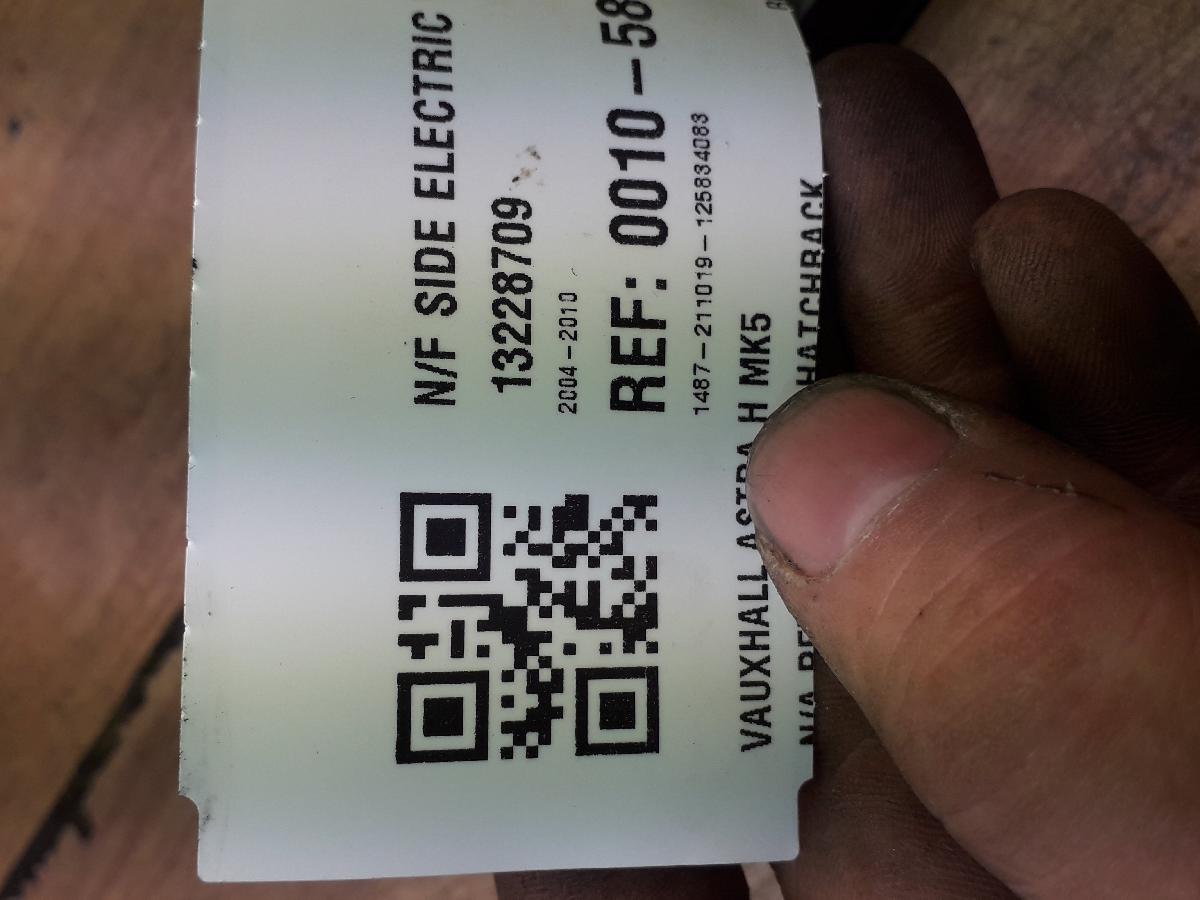 N/F SIDE ELECTRIC
13228709
2004-2010
REF: 0010-58
1487-211019-125834083
VAUXHALL ASTRA H MK5
N/A HATCHBACK